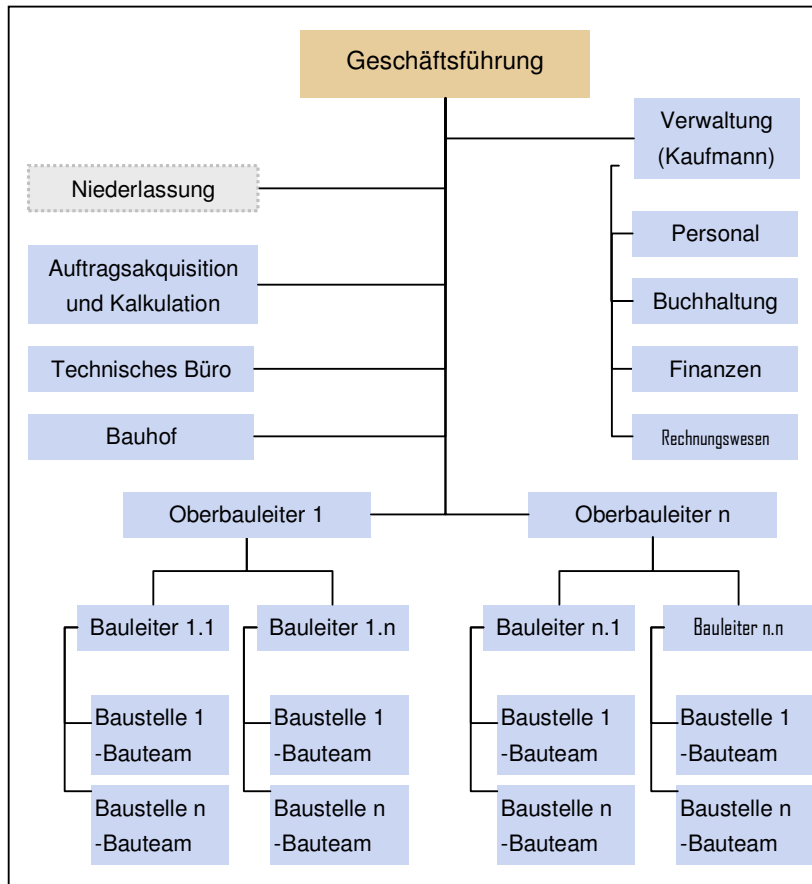 Geschäftsführung
Verwaltung
(Kaufmann)
Niederlassung
Personal
Auftragsakquisition
und Kalkulation
Buchhaltung
Technisches Büro
Finanzen
Bauhof
Rechnungswesen
Oberbauleiter 1
Oberbauleiter n
Bauleiter 1.1
Bauleiter 1.n
Bauleiter n.1
Bauleiter n.n
Baustelle 1
-Bauteam
Baustelle 1
-Bauteam
Baustelle 1
-Bauteam
Baustelle 1
-Bauteam
Baustelle n
-Bauteam
Baustelle n
-Bauteam
Baustelle n
-Bauteam
Baustelle n
-Bauteam